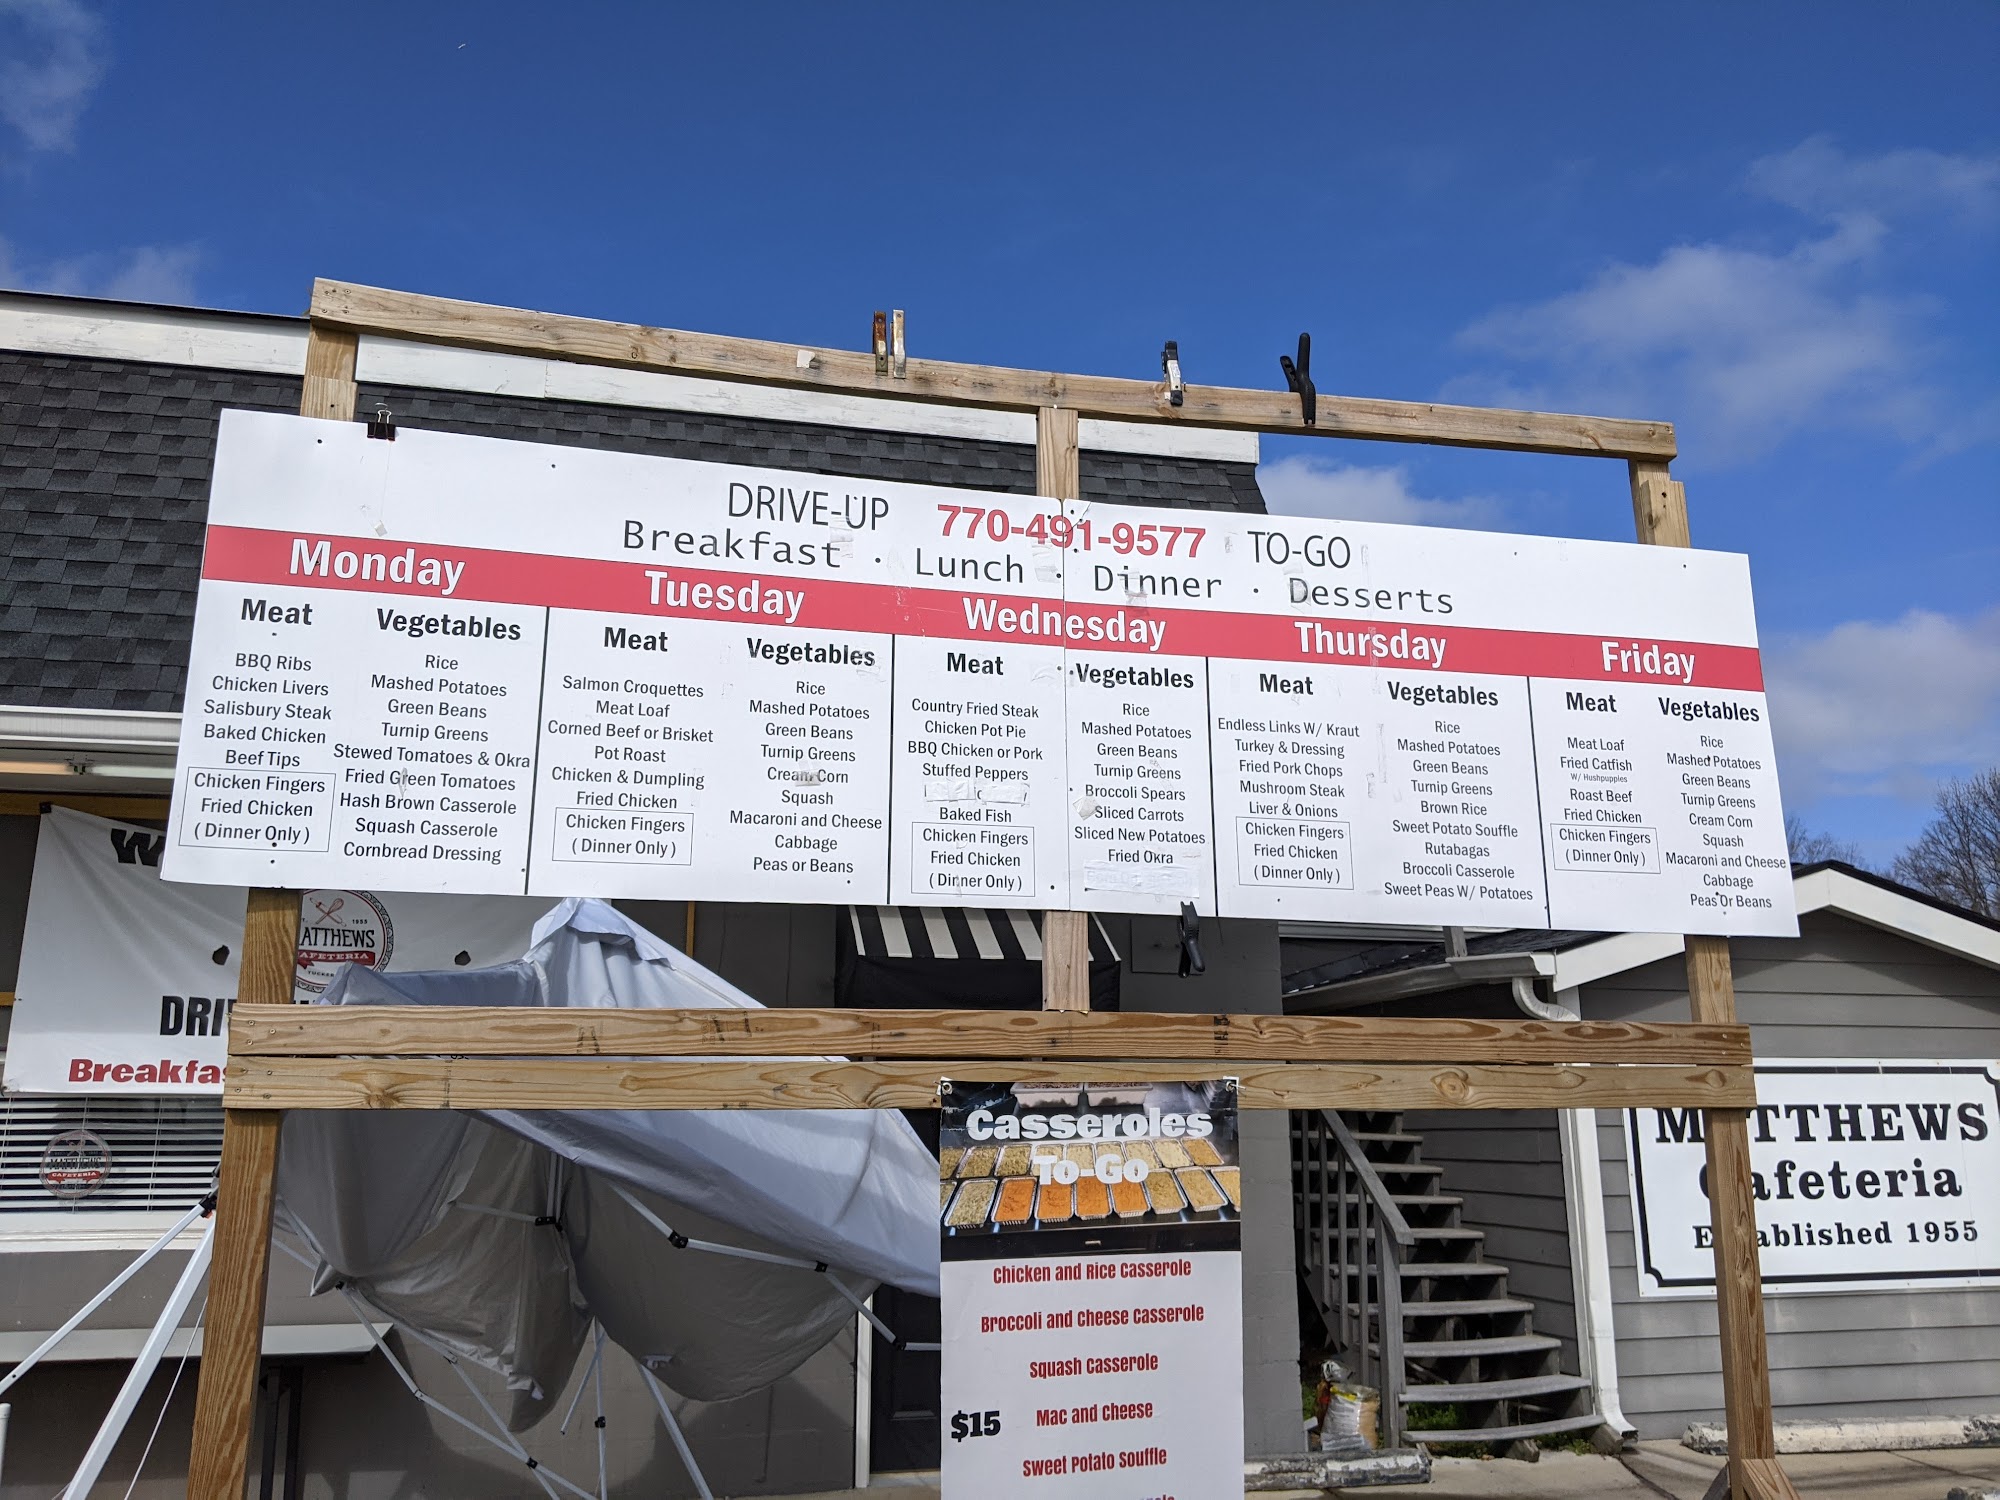 DRIVE-UP 770-491-9577 TO-GO
Breakfast · Lunch · Dinner · Desserts
Monday
Meat
BBQ Ribs
Chicken Livers
Salisbury Steak
Baked Chicken
Beef Tips
Chicken Fingers
Fried Chicken
( Dinner Only )
Vegetables
Rice
Mashed Potatoes
Green Beans
Turnip Greens
Stewed Tomatoes & Okra
Fried Green Tomatoes
Hash Brown Casserole
Squash Casserole
Cornbread Dressing
Tuesday
Meat
Salmon Croquettes
Meat Loaf
Corned Beef or Brisket
Pot Roast
Chicken & Dumpling
Fried Chicken
Chicken Fingers
( Dinner Only )
Vegetables
Rice
Mashed Potatoes
Green Beans
Turnip Greens
Cream Corn
Squash
Macaroni and Cheese
Cabbage
Peas or Beans
Wednesday
Meat
Country Fried Steak
Chicken Pot Pie
BBQ Chicken or Pork
Stuffed Peppers
Baked Fish
Chicken Fingers
Fried Chicken
( Dinner Only )
Vegetables
Rice
Mashed Potatoes
Green Beans
Turnip Greens
Broccoli Spears
Sliced Carrots
Sliced New Potatoes
Fried Okra
Thursday
Meat
Endless Links W/ Kraut
Turkey & Dressing
Fried Pork Chops
Mushroom Steak
Liver & Onions
Chicken Fingers
Fried Chicken
( Dinner Only )
Vegetables
Rice
Mashed Potatoes
Green Beans
Turnip Greens
Brown Rice
Sweet Potato Souffle
Rutabagas
Broccoli Casserole
Sweet Peas W/ Potatoes
Friday
Meat
Meat Loaf
Fried Catfish
W/ Hushpuppies
Roast Beef
Fried Chicken
Chicken Fingers
( Dinner Only )
Vegetables
Rice
Mashed Potatoes
Green Beans
Turnip Greens
Cream Corn
Squash
Macaroni and Cheese
Cabbage
Peas Or Beans
1955
ATTHEWS
AFETERIA
TUCKER
DRI
Breakfa
MATTHEWS
CAFETERIA
Casseroles
To-Go
Chicken and Rice Casserole
Broccoli and Cheese Casserole
Squash Casserole
$15 Mac and Cheese
Sweet Potato Souffle
MATTHEWS
Cafeteria
Established 1955